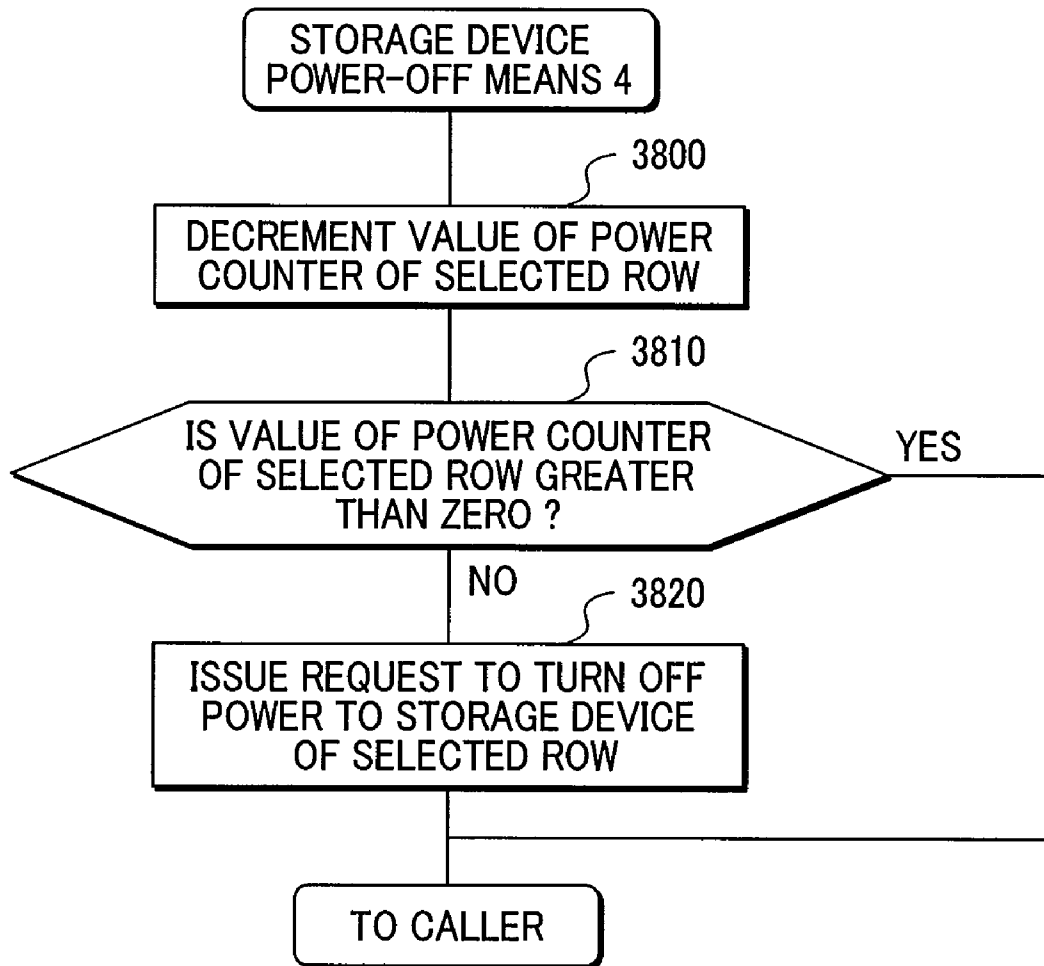 STORAGE DEVICE
POWER-OFF MEANS 4
3800
DECREMENT VALUE OF POWER
COUNTER OF SELECTED ROW
3810
IS VALUE OF POWER COUNTER
OF SELECTED ROW GREATER
THAN ZERO ?
YES
NO
3820
ISSUE REQUEST TO TURN OFF
POWER TO STORAGE DEVICE
OF SELECTED ROW
TO CALLER